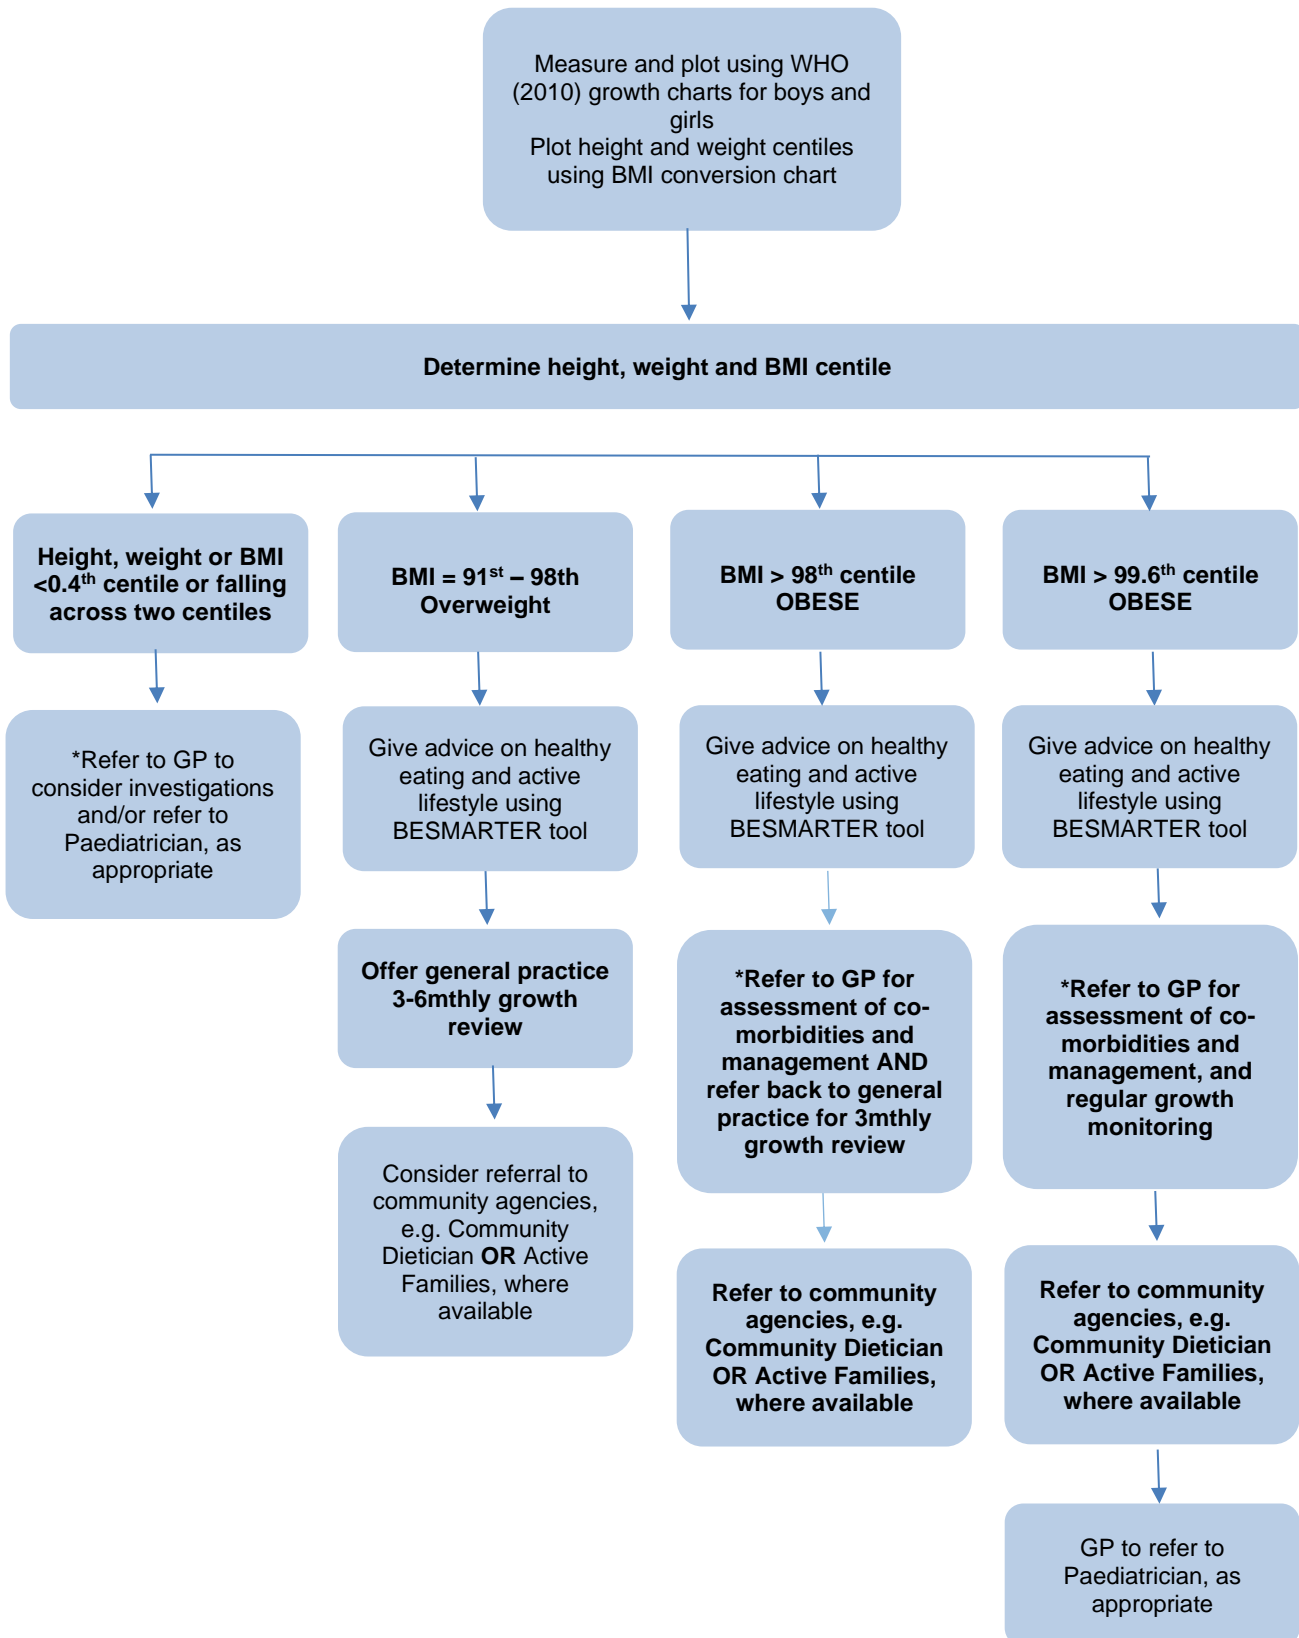 Measure and plot using WHO
(2010) growth charts for boys and
girls
Plot height and weight centiles
using BMI conversion chart
Determine height, weight and BMI centile
Height, weight or BMI
<0.4th centile or falling
across two centiles
*Refer to GP to
consider investigations
and/or refer to
Paediatrician, as
appropriate
BMI = 91st – 98th
Overweight
Give advice on healthy
eating and active
lifestyle using
BESMARTER tool
Offer general practice
3-6mthly growth
review
Consider referral to
community agencies,
e.g. Community
Dietician OR Active
Families, where
available
BMI > 98th centile
OBESE
Give advice on healthy
eating and active
lifestyle using
BESMARTER tool
*Refer to GP for
assessment of co-
morbidities and
management AND
refer back to general
practice for 3mthly
growth review
Refer to community
agencies, e.g.
Community Dietician
OR Active Families,
where available
BMI > 99.6th centile
OBESE
Give advice on healthy
eating and active
lifestyle using
BESMARTER tool
*Refer to GP for
assessment of co-
morbidities and
management, and
regular growth
monitoring
Refer to community
agencies, e.g.
Community Dietician
OR Active Families,
where available
GP to refer to
Paediatrician, as
appropriate